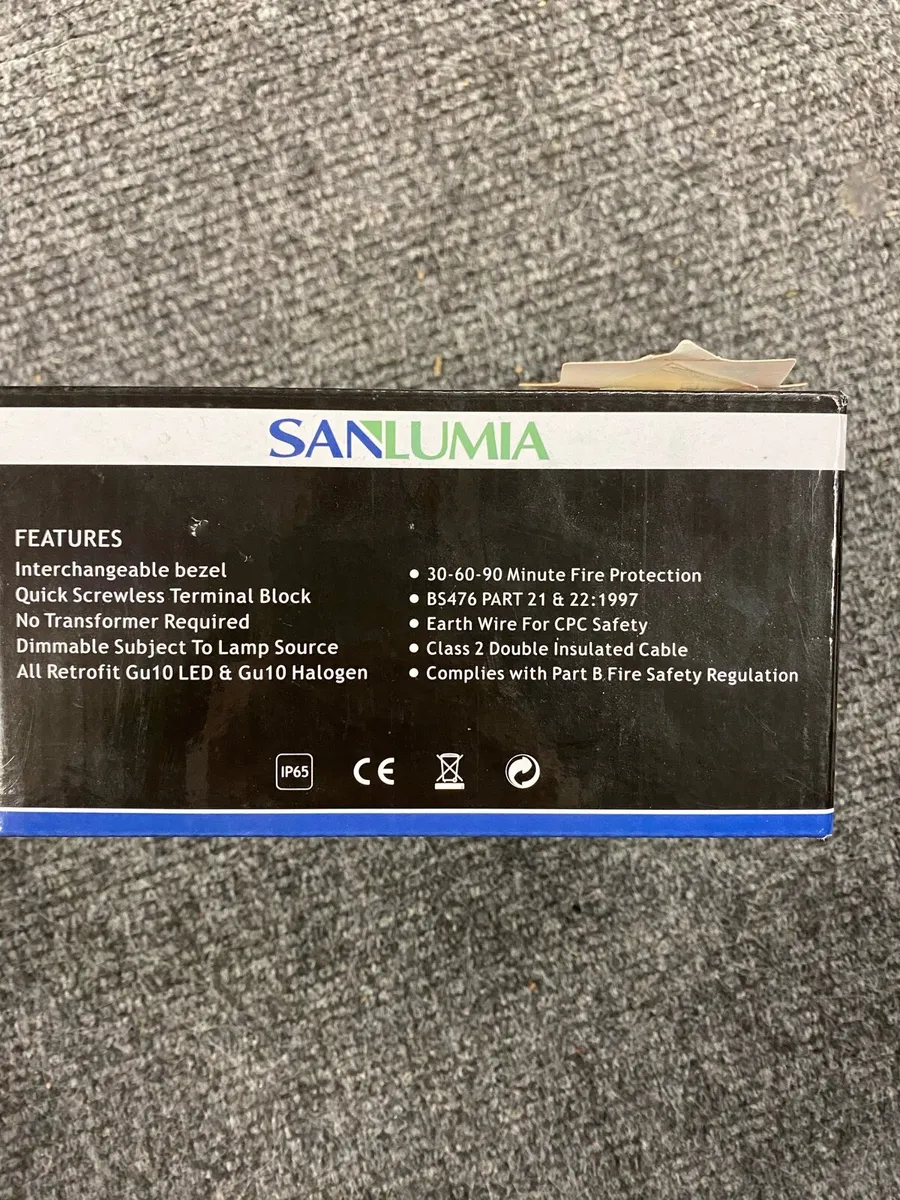 SANLUMIA
FEATURES
Interchangeable bezel
Quick Screwless Terminal Block
No Transformer Required
Dimmable Subject To Lamp Source
All Retrofit Gu10 LED & Gu10 Halogen
• 30-60-90 Minute Fire Protection
• BS476 PART 21 & 22:1997
• Earth Wire For CPC Safety
• Class 2 Double Insulated Cable
• Complies with Part B Fire Safety Regulation
IP65 CE